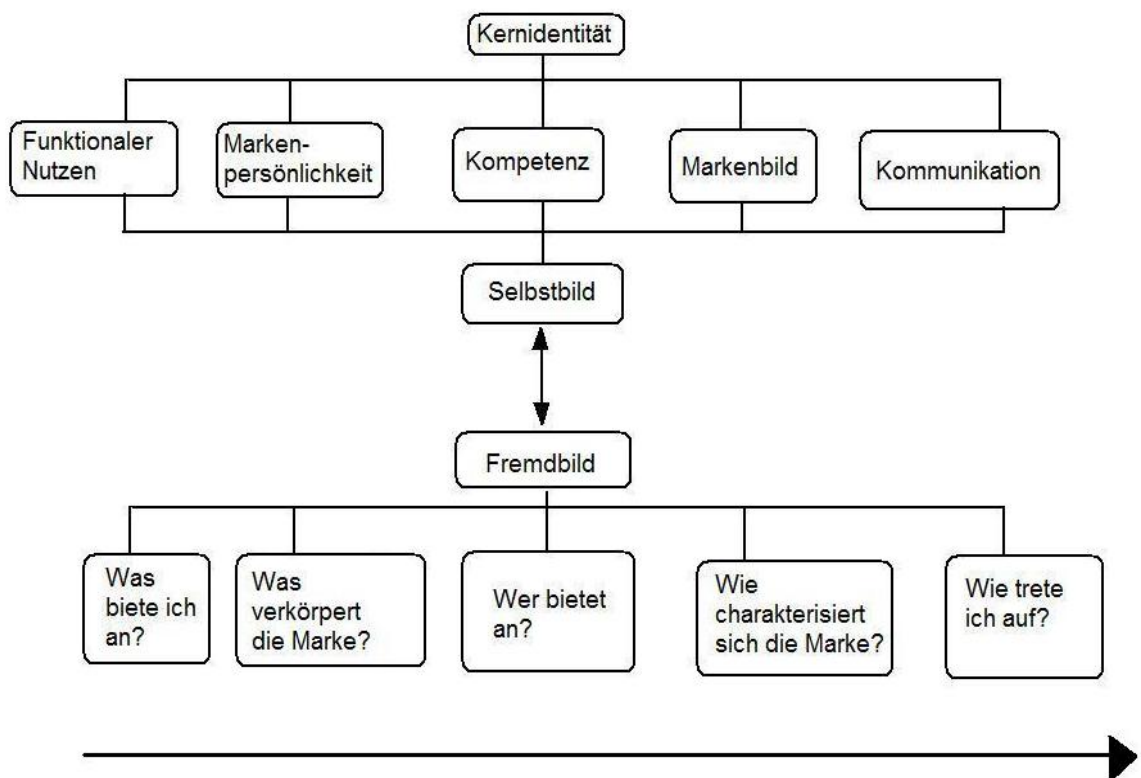 Kernidentität
Funktionaler
Nutzen
Marken-
persönlichkeit
Kompetenz
Markenbild
Kommunikation
Selbstbild
Fremdbild
Was
biete ich
an?
Was
verkörpert
die Marke?
Wer bietet
an?
Wie
charakterisiert
sich die Marke?
Wie trete
ich auf?